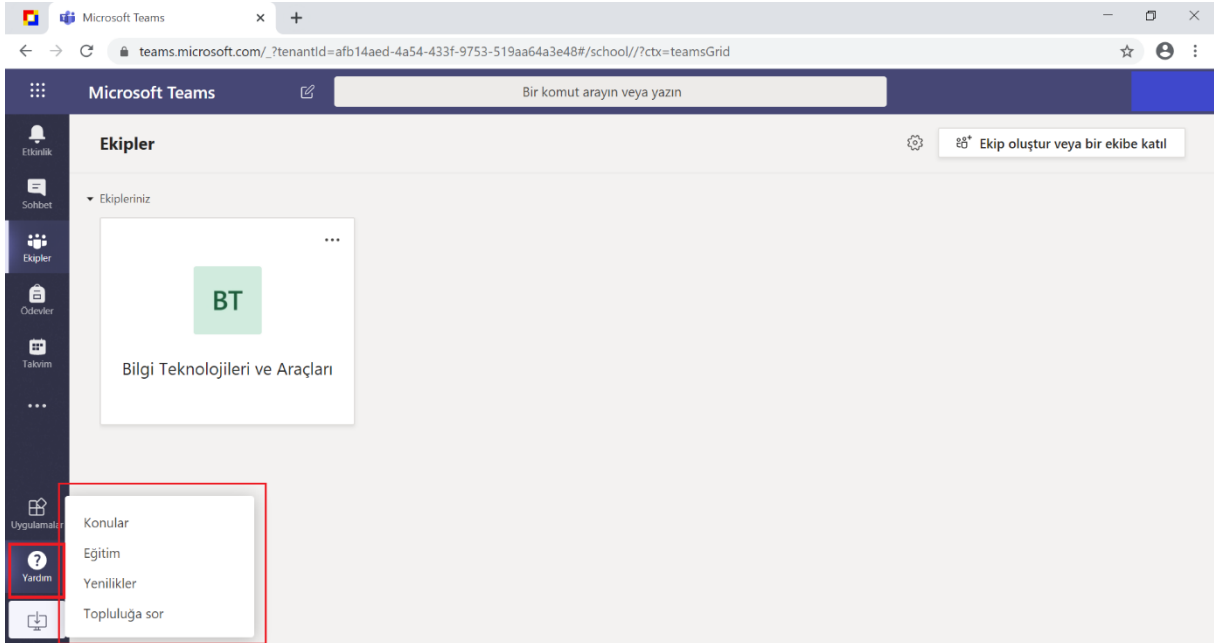 Microsoft Teams
teams.microsoft.com/_?tenantId=afb14aed-4a54-433f-9753-519aa64a3e48#/school//?ctx=teamsGrid
Microsoft Teams
Bir komut arayın veya yazın
Etkinlik
Sohbet
Ekipler
Ödevler
Takvim
Ekipler
Ekip oluştur veya bir ekibe katıl
Ekipleriniz
BT
Bilgi Teknolojileri ve Araçları
Uygulamalar
Yardım
Konular
Eğitim
Yenilikler
Topluluğa sor